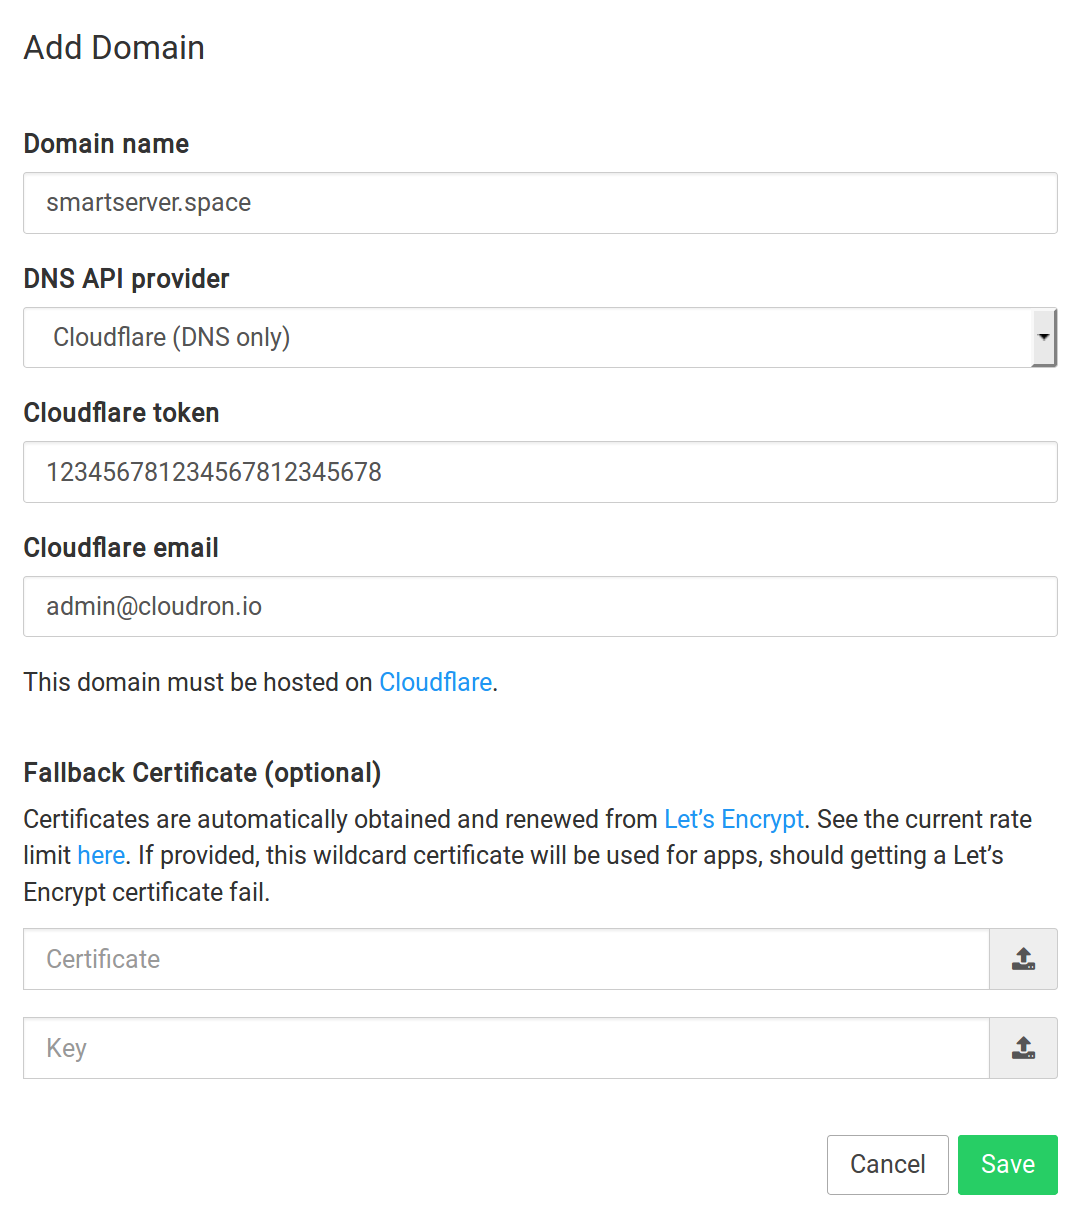 Add Domain
Domain name
smartserver.space
DNS API provider
Cloudflare (DNS only)
Cloudflare token
123456781234567812345678
Cloudflare email
admin@cloudron.io
This domain must be hosted on Cloudflare.
Fallback Certificate (optional)
Certificates are automatically obtained and renewed from Let’s Encrypt. See the current rate
limit here. If provided, this wildcard certificate will be used for apps, should getting a Let’s
Encrypt certificate fail.
Certificate
Key
Cancel Save